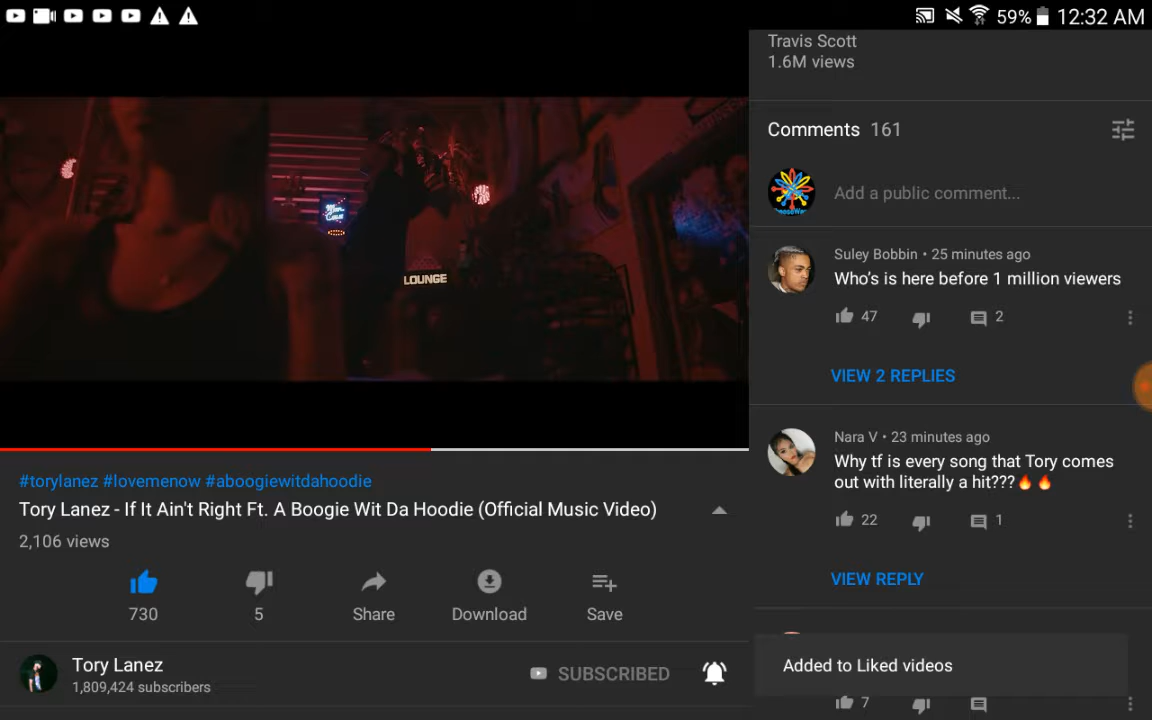 59% 12:32 AM
LOUNGE
#torylanez #lovemenow #aboogiewitdahoodie
Tory Lanez - If It Ain't Right Ft. A Boogie Wit Da Hoodie (Official Music Video)
2,106 views
730
5
Share
Download
Save
Tory Lanez
1,809,424 subscribers
SUBSCRIBED
Travis Scott
1.6M views
Comments 161
Add a public comment...
Suley Bobbin • 25 minutes ago
Who's is here before 1 million viewers
47
2
VIEW 2 REPLIES
Nara V • 23 minutes ago
Why tf is every song that Tory comes
out with literally a hit???🔥🔥
22
1
VIEW REPLY
Added to Liked videos
7